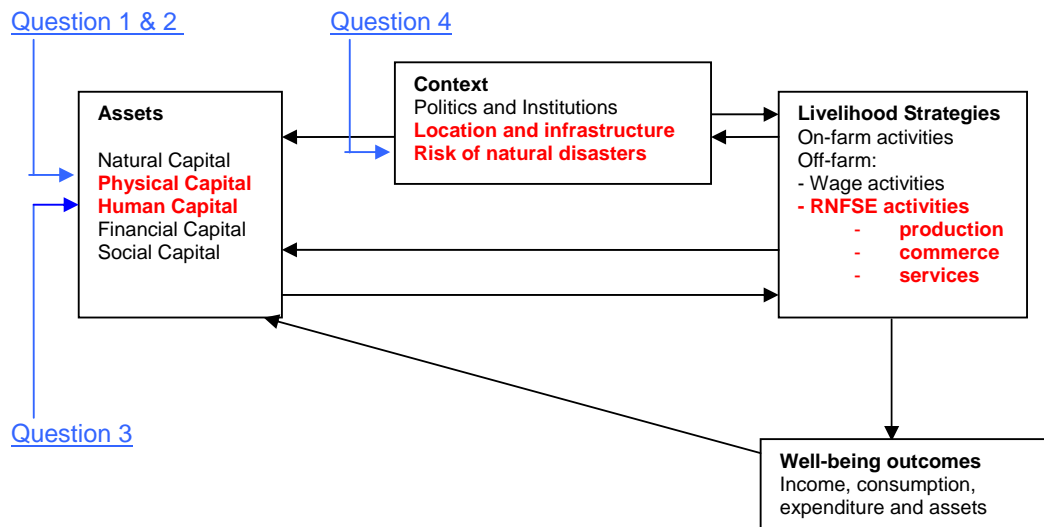 Question 1 & 2
Question 4
Assets
Natural Capital
Physical Capital
Human Capital
Financial Capital
Social Capital
Context
Politics and Institutions
Location and infrastructure
Risk of natural disasters
Livelihood Strategies
On-farm activities
Off-farm:
- Wage activities
- RNFSE activities
- production
- commerce
- services
Question 3
Well-being outcomes
Income, consumption,
expenditure and assets